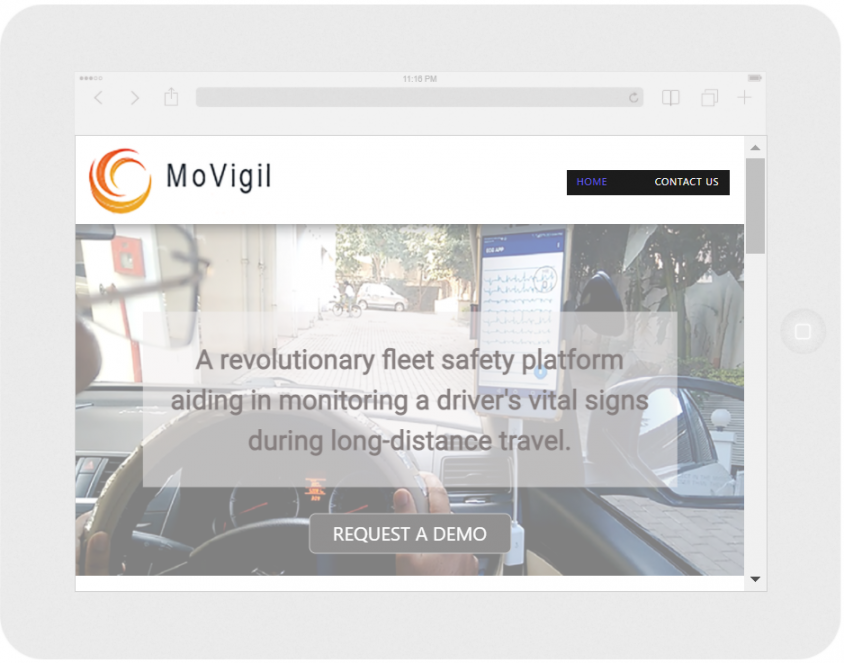 11:16 PM
MoVigil
HOME
CONTACT US
A revolutionary fleet safety platform
aiding in monitoring a driver's vital signs
during long-distance travel.
REQUEST A DEMO